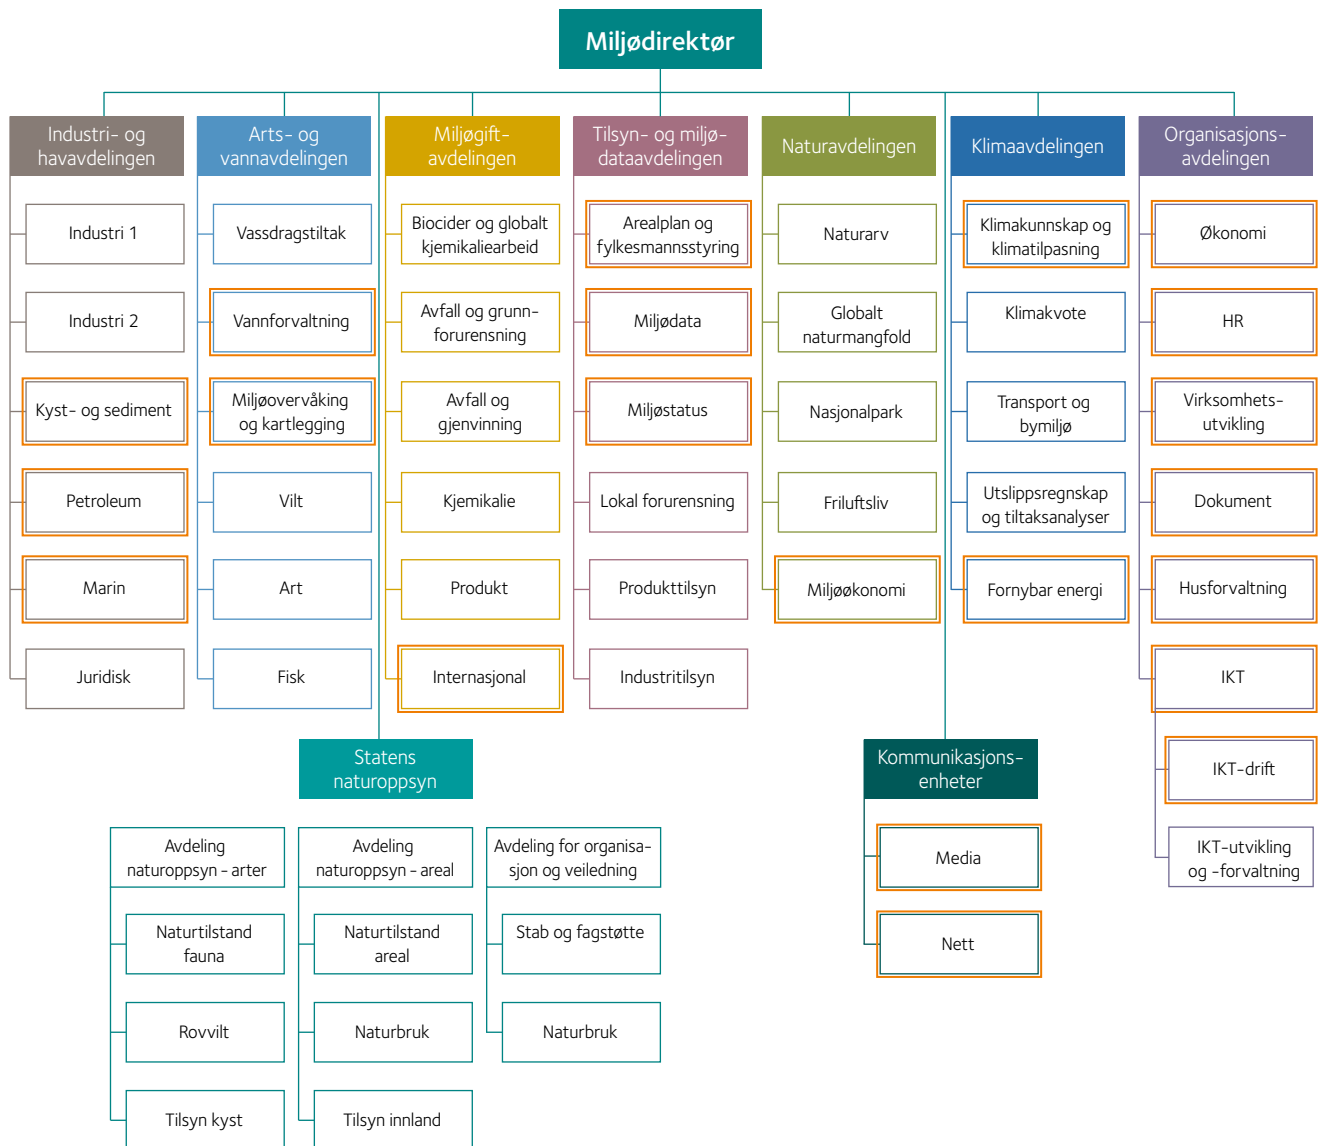 Miljødirektør
Industri- og
havavdelingen
Industri 1
Industri 2
Kyst- og sediment
Petroleum
Marin
Juridisk
Arts- og
vannavdelingen
Vassdragstiltak
Vannforvaltning
Miljøovervåking
og kartlegging
Vilt
Art
Fisk
Miljøgift-
avdelingen
Biocider og globalt
kjemikaliearbeid
Avfall og grunn-
forurensning
Avfall og
gjenvinning
Kjemikalie
Produkt
Internasjonal
Tilsyn- og miljø-
dataavdelingen
Arealplan og
fylkesmannsstyring
Miljødata
Miljøstatus
Lokal forurensning
Produkttilsyn
Industritilsyn
Naturavdelingen
Naturarv
Globalt
naturmangfold
Nasjonalpark
Friluftsliv
Miljøøkonomi
Klimaavdelingen
Klimakunnskap og
klimatilpasning
Klimakvote
Transport og
bymiljø
Utslippsregnskap
og tiltaksanalyser
Fornybar energi
Organisasjons-
avdelingen
Økonomi
HR
Virksomhets-
utvikling
Dokument
Husforvaltning
IKT
IKT-drift
IKT-utvikling
og -forvaltning
Statens
naturoppsyn
Avdeling
naturoppsyn - arter
Naturtilstand
fauna
Rovvilt
Tilsyn kyst
Avdeling
naturoppsyn - areal
Naturtilstand
areal
Naturbruk
Tilsyn innland
Avdeling for organisa-
sjon og veiledning
Stab og fagstøtte
Naturbruk
Kommunikasjons-
enheter
Media
Nett